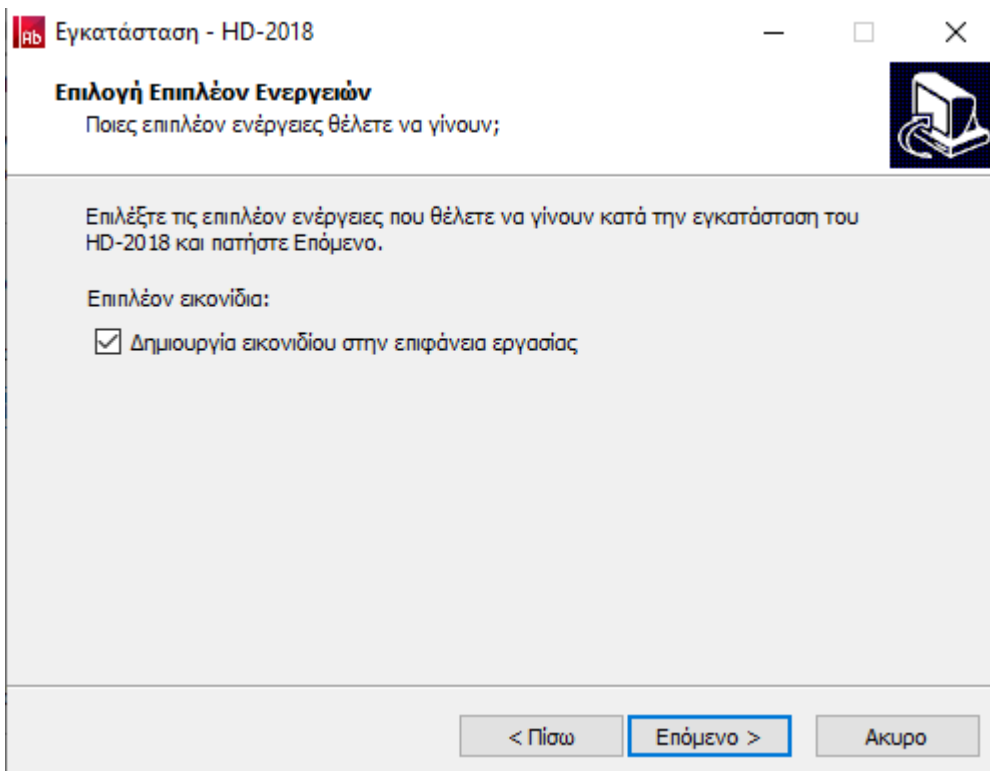 Ab Εγκατάσταση - HD-2018
Επιλογή Επιπλέον Ενεργειών
Ποιες επιπλέον ενέργειες θέλετε να γίνουν;
Επιλέξτε τις επιπλέον ενέργειες που θέλετε να γίνουν κατά την εγκατάσταση του
HD-2018 και πατήστε Επόμενο.
Επιπλέον εικονίδια:
Δημιουργία εικονιδίου στην επιφάνεια εργασίας
< Πίσω Επόμενο > Ακυρο